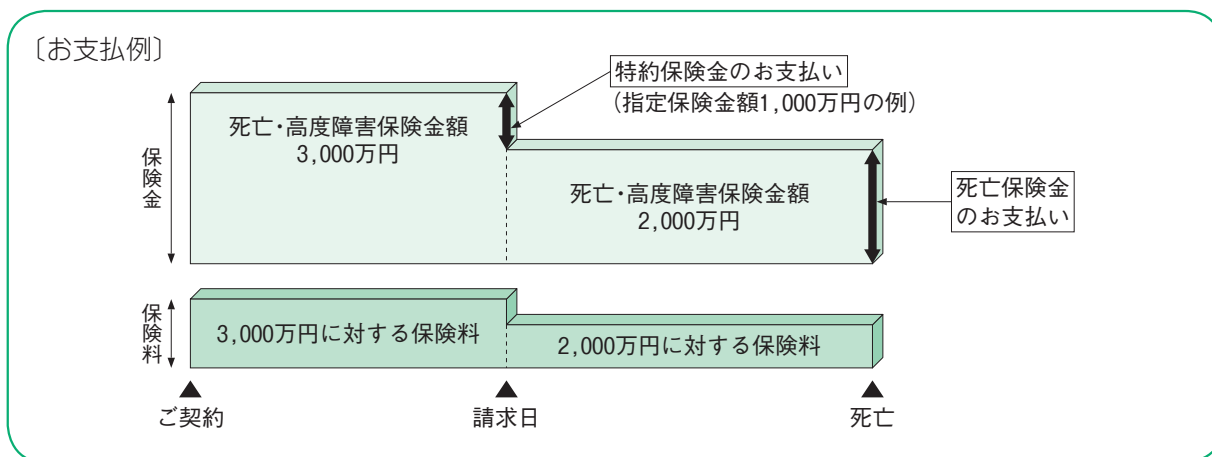 〔お支払例〕
特約保険金のお支払い
（指定保険金額1,000万円の例）
死亡・高度障害保険金額
3,000万円
保険金
死亡・高度障害保険金額
2,000万円
死亡保険金
のお支払い
保険料
3,000万円に対する保険料
2,000万円に対する保険料
ご契約
請求日
死亡